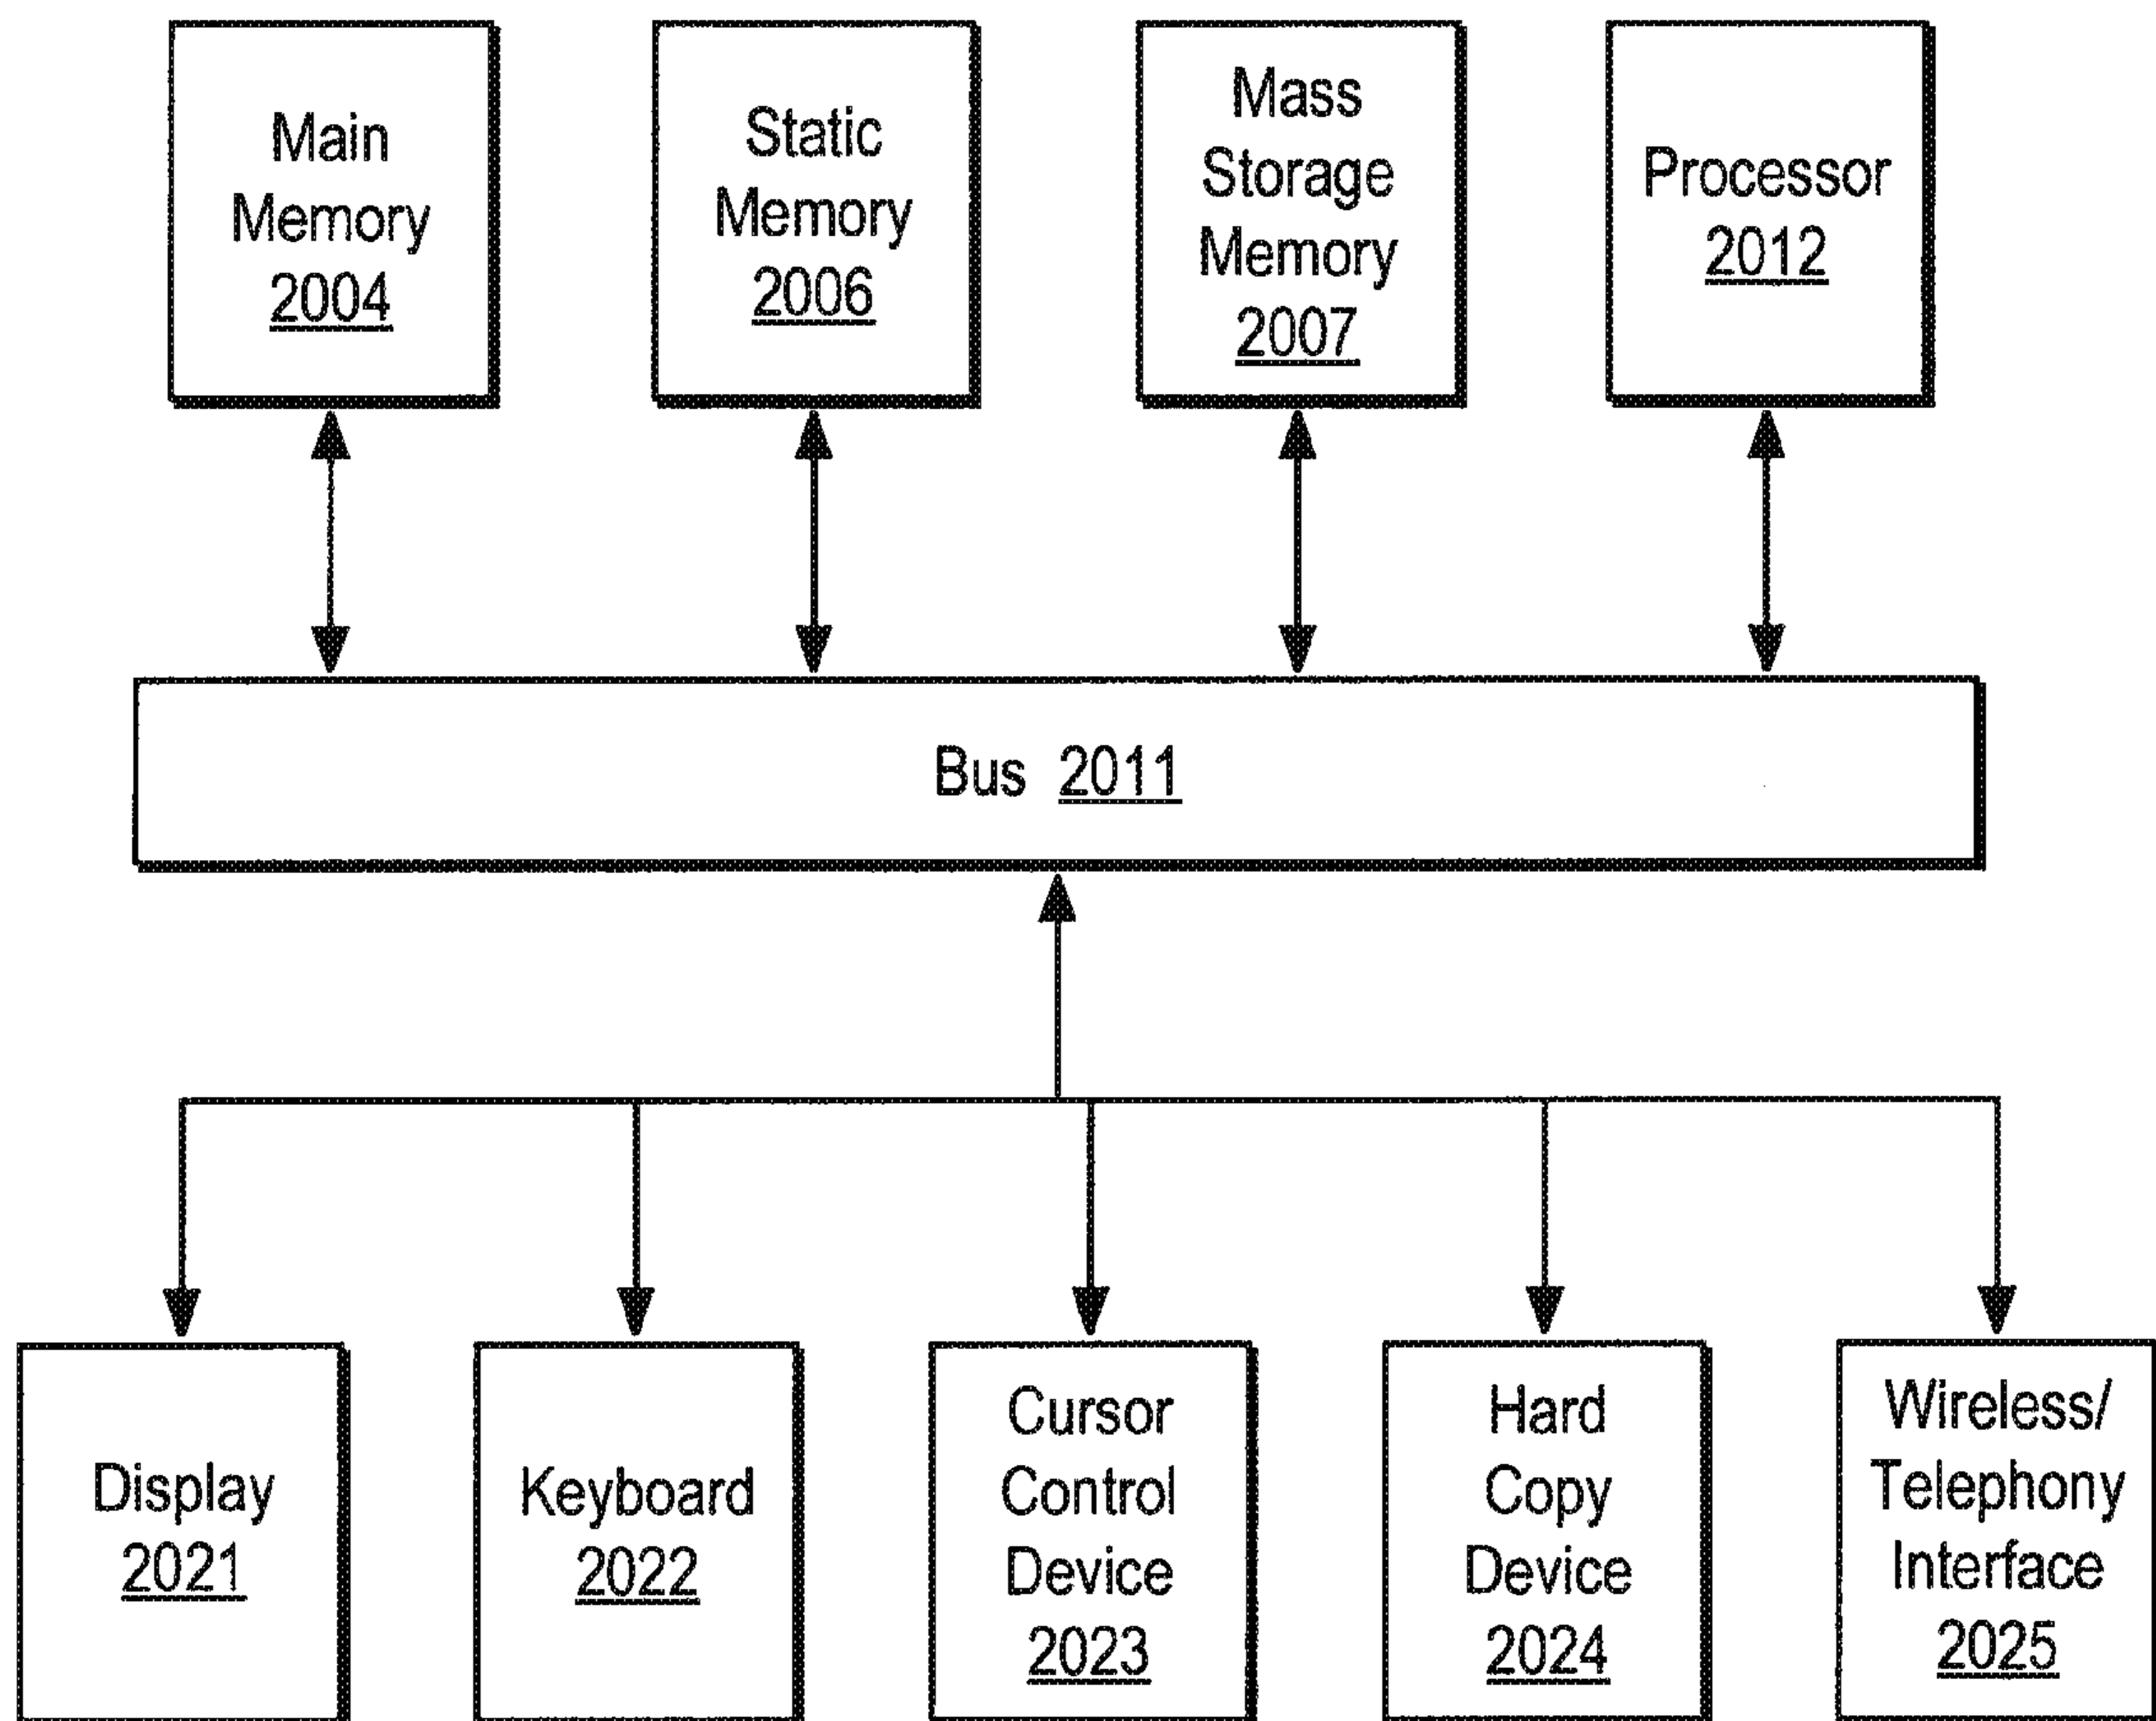 Main
Memory
2004
Static
Memory
2006
Mass
Storage
Memory
2007
Processor
2012
Bus 2011
Display
2021
Keyboard
2022
Cursor
Control
Device
2023
Hard
Copy
Device
2024
Wireless/
Telephony
Interface
2025